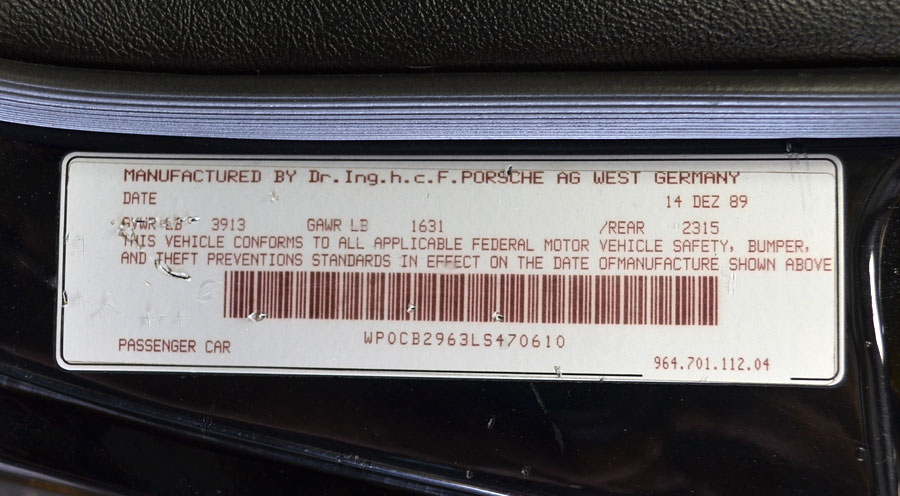 MANUFACTURED BY Dr.Ing.h.c.F.PORSCHE AG WEST GERMANY
DATE 14 DEZ 89
GVWR LB 3913 GAWR LB 1631 /REAR 2315
THIS VEHICLE CONFORMS TO ALL APPLICABLE FEDERAL MOTOR VEHICLE SAFETY, BUMPER,
AND THEFT PREVENTIONS STANDARDS IN EFFECT ON THE DATE OFMANUFACTURE SHOWN ABOVE
WP0CB2963LS470610
PASSENGER CAR
964.701.112.04